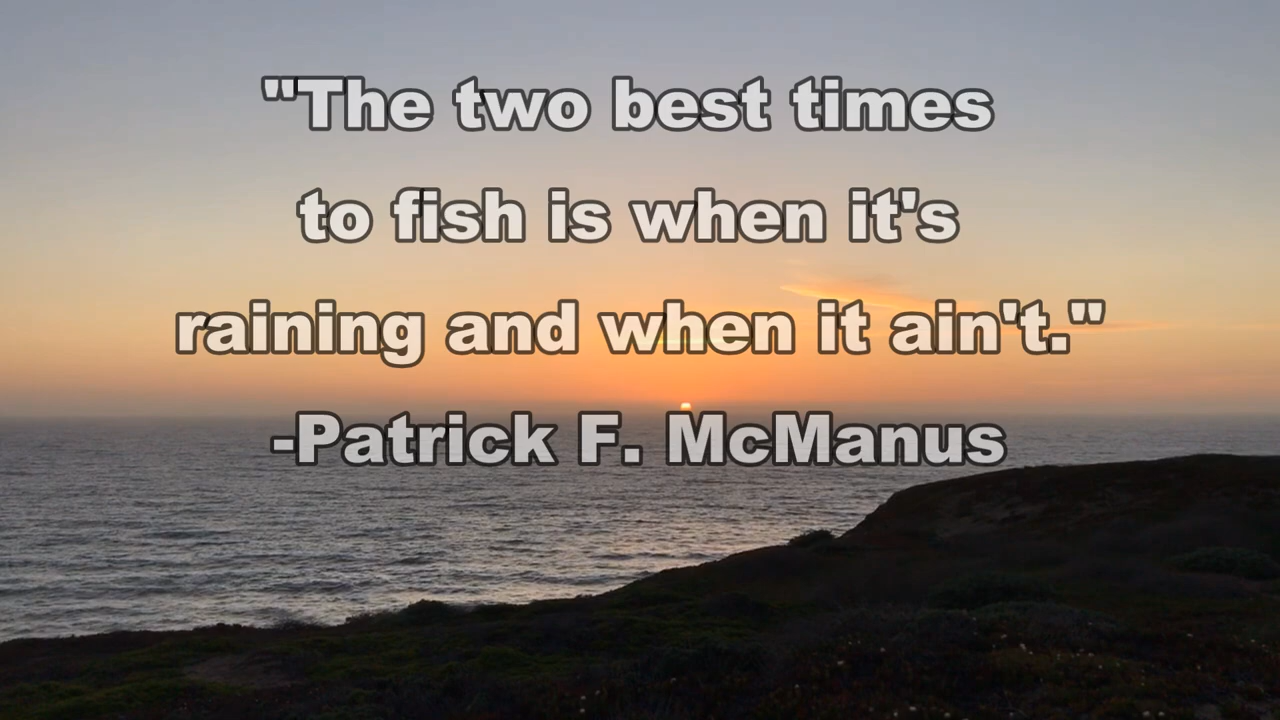 "The two best times
to fish is when it's
raining and when it ain't."
-Patrick F. McManus